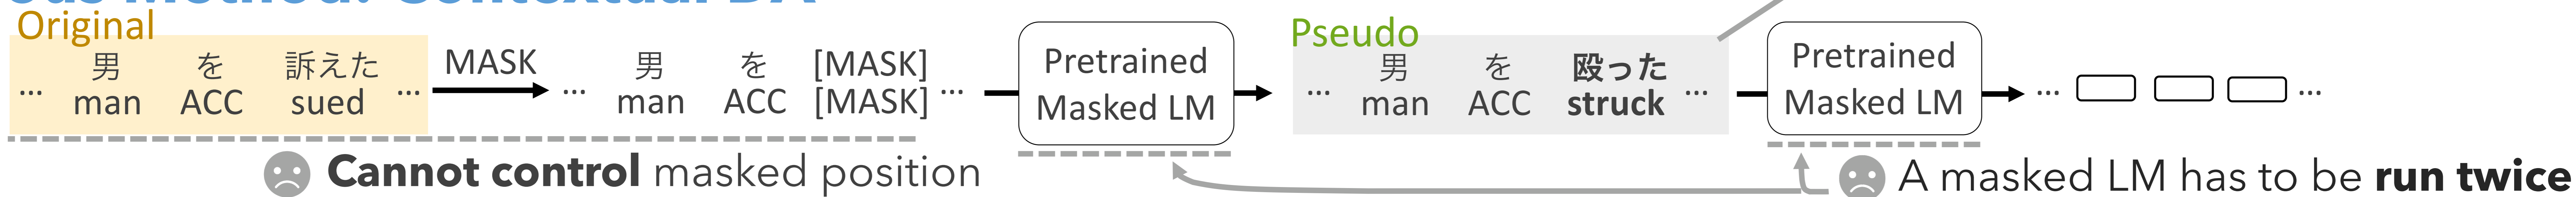 Original
... 男 を 訴えた ...
man ACC sued
MASK
... 男 を [MASK] ...
man ACC [MASK]
Pretrained
Masked LM
Pseudo
... 男 を 殴った ...
man ACC struck
Pretrained
Masked LM
... ...
Cannot control masked position
A masked LM has to be run twice